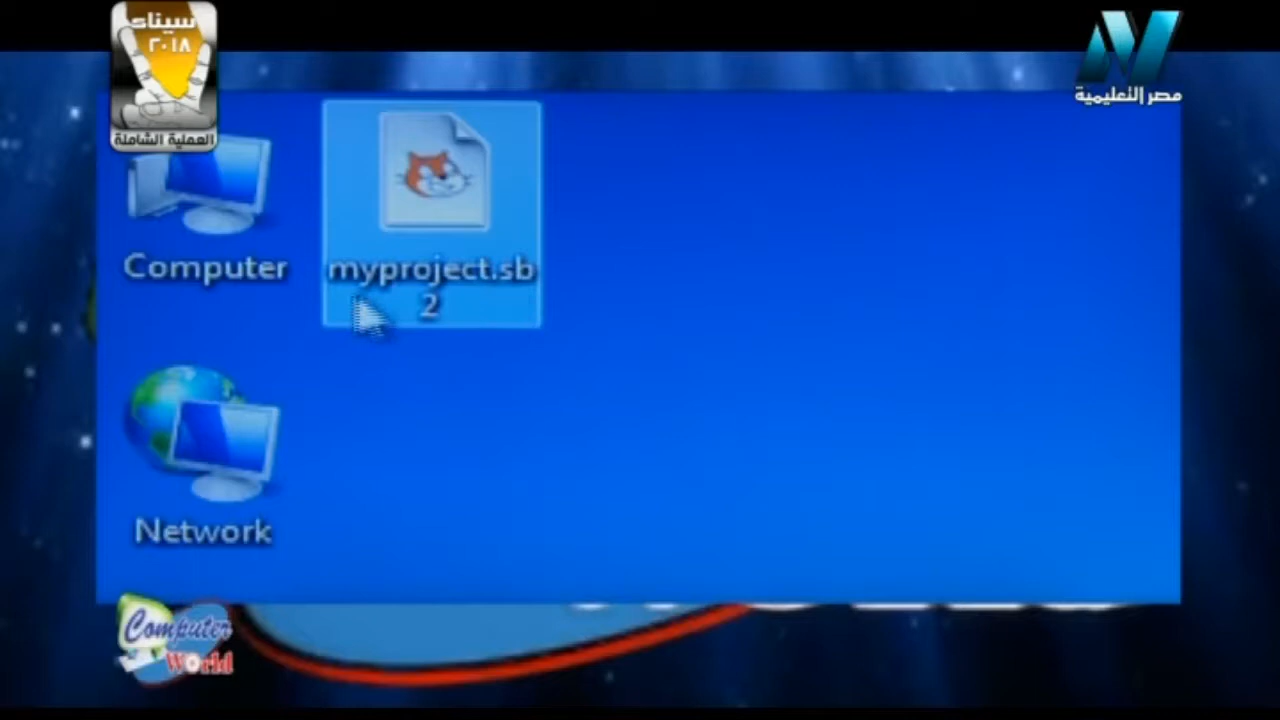 سيناء
٢٠١٨
العملية الشاملة
مصر التعليمية
Computer
myproject.sb
2
Network
Computer
World